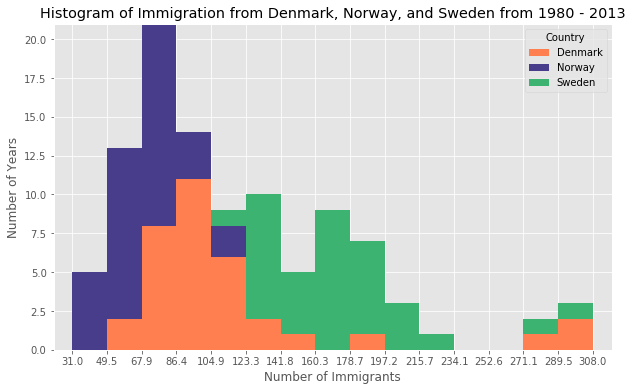 Histogram of Immigration from Denmark, Norway, and Sweden from 1980 - 2013
Country
Denmark
Norway
Sweden
Number of Years
20.0
17.5
15.0
12.5
10.0
7.5
5.0
2.5
0.0
31.0 49.5 67.9 86.4 104.9 123.3 141.8 160.3 178.7 197.2 215.7 234.1 252.6 271.1 289.5 308.0
Number of Immigrants